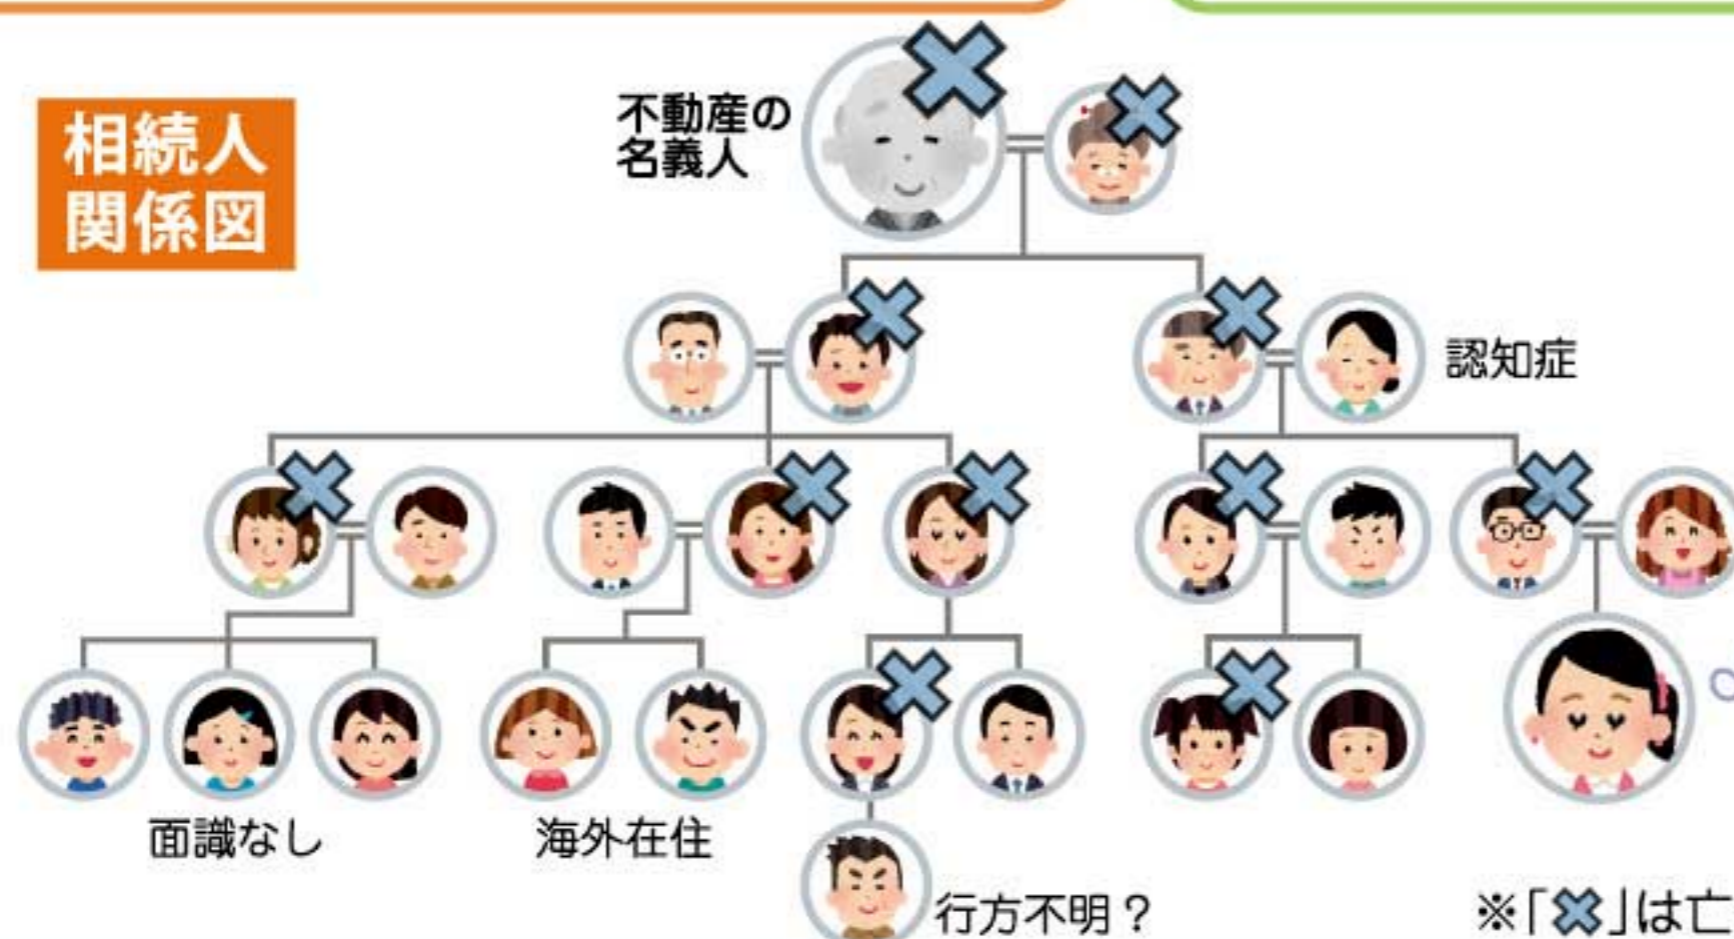 相続人
関係図
不動産の
名義人
認知症
面識なし
海外在住
行方不明？
※「✖」は亡